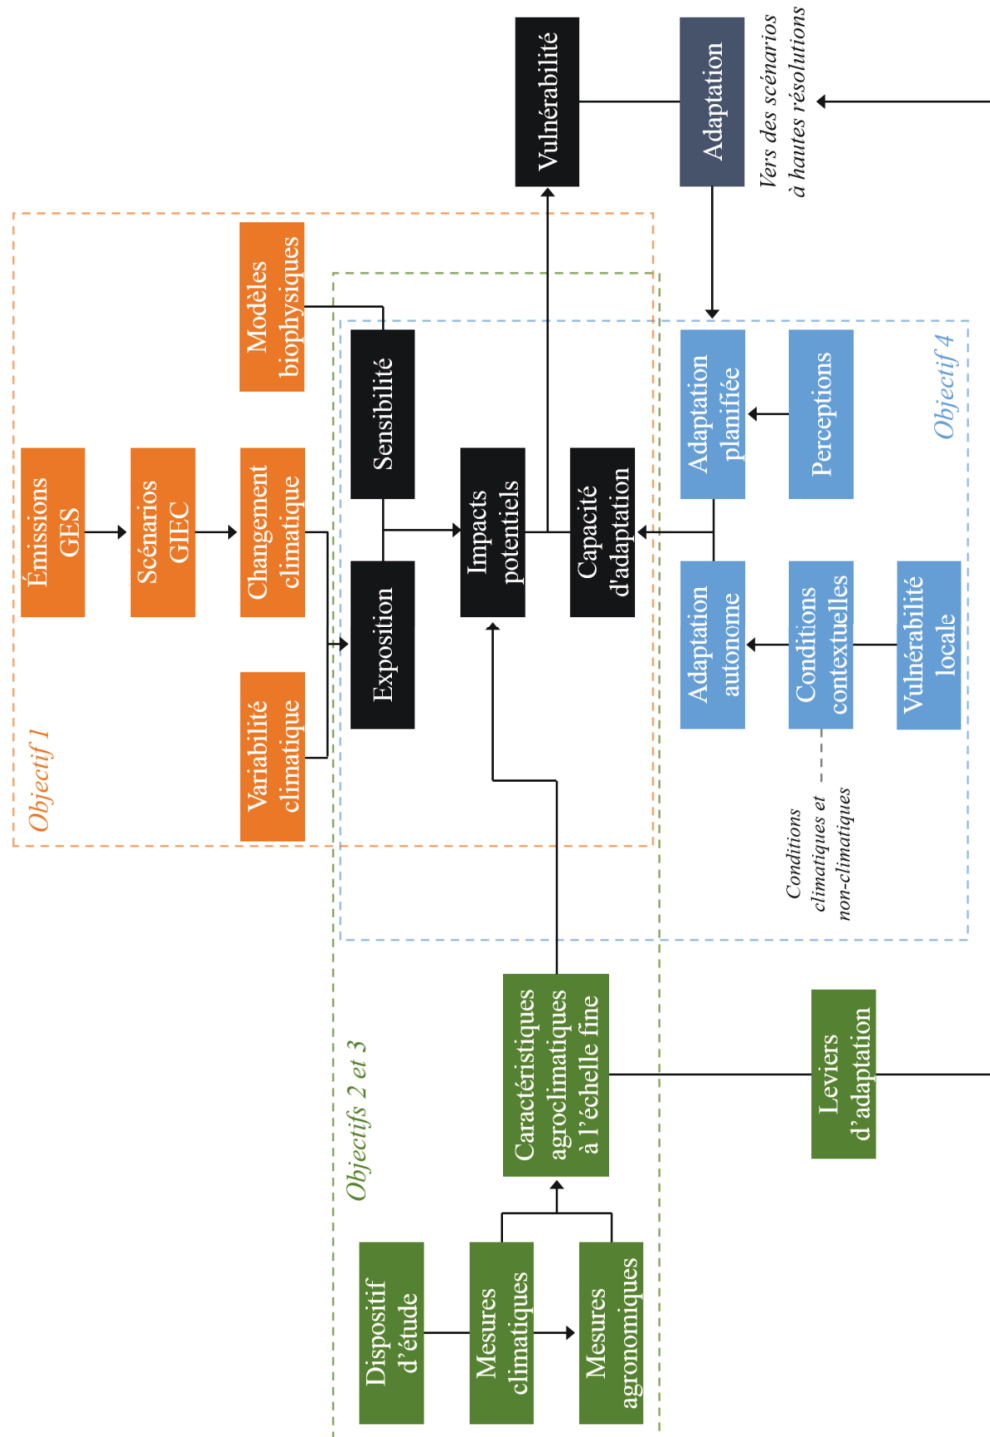 Objectif 1
Émissions
GES
Scénarios
GIEC
Variabilité
climatique
Changement
climatique
Modèles
biophysiques
Objectifs 2 et 3
Dispositif
d’étude
Mesures
climatiques
Mesures
agronomiques
Caractéristiques
agroclimatiques
à l’échelle fine
Leviers
d’adaptation
Exposition
Sensibilité
Impacts
potentiels
Capacité
d'adaptation
Vulnérabilité
Adaptation
Vers des scénarios
à hautes résolutions
Adaptation
autonome
Adaptation
planifiée
Conditions
contextuelles
Perceptions
Vulnérabilité
locale
Conditions
climatiques et
non-climatiques
Objectif 4